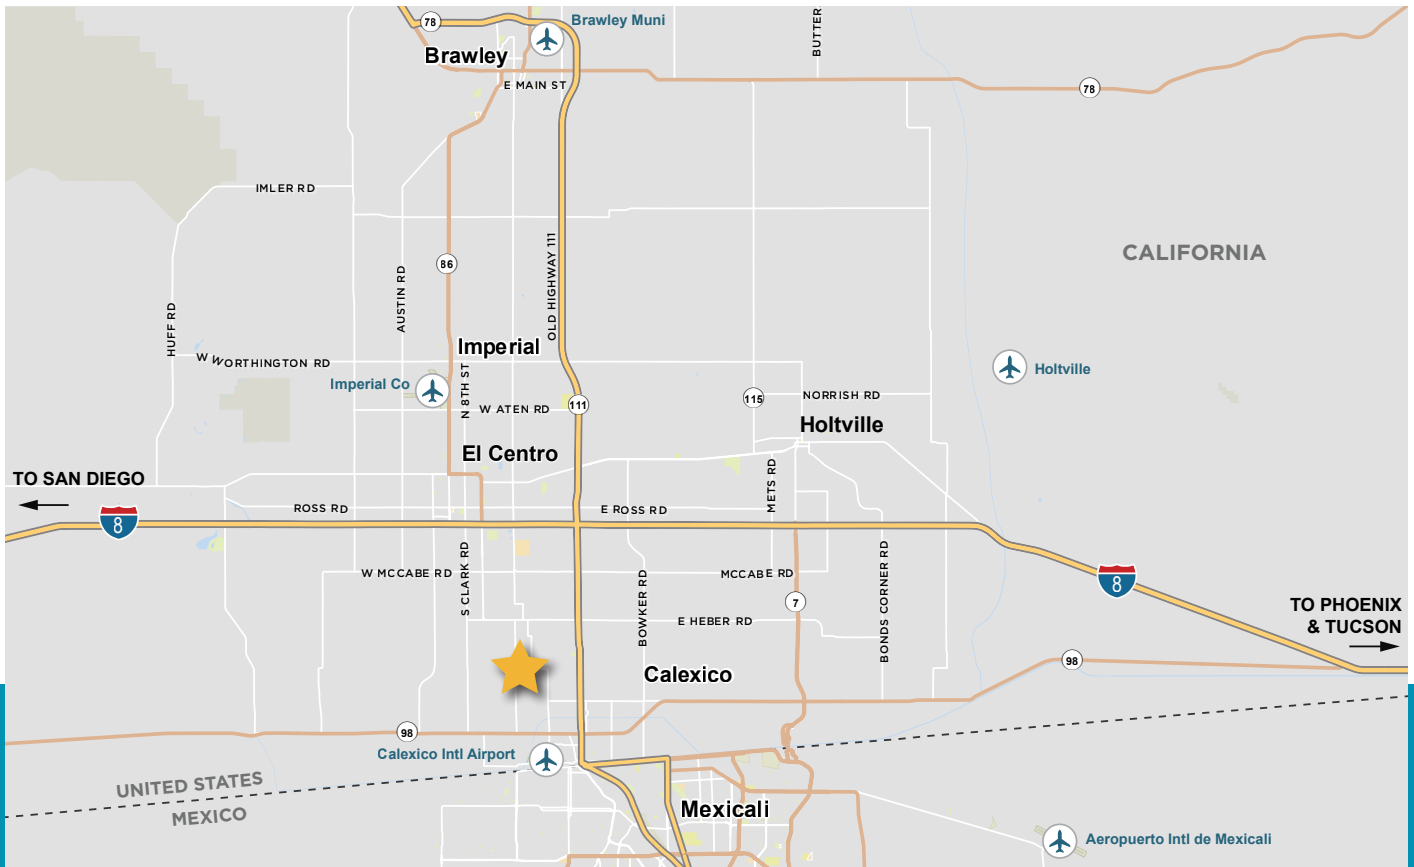 78
Brawley Muni
BUTTER
Brawley
E MAIN ST
78
IMLER RD
OLD HIGHWAY 111
CALIFORNIA
86
AUSTIN RD
HUFF RD
Imperial
W WORTHINGTON RD
Imperial Co
N 8TH ST
Holtville
W ATEN RD
111
115
NORRISH RD
Holtville
El Centro
TO SAN DIEGO
METS RD
ROSS RD
E ROSS RD
8
W MCCABE RD
S CLARK RD
BOWKER RD
MCCABE RD
BONDS CORNER RD
8
7
TO PHOENIX
& TUCSON
E HEBER RD
98
Calexico
98
Calexico Intl Airport
UNITED STATES
MEXICO
Mexicali
Aeropuerto Intl de Mexicali